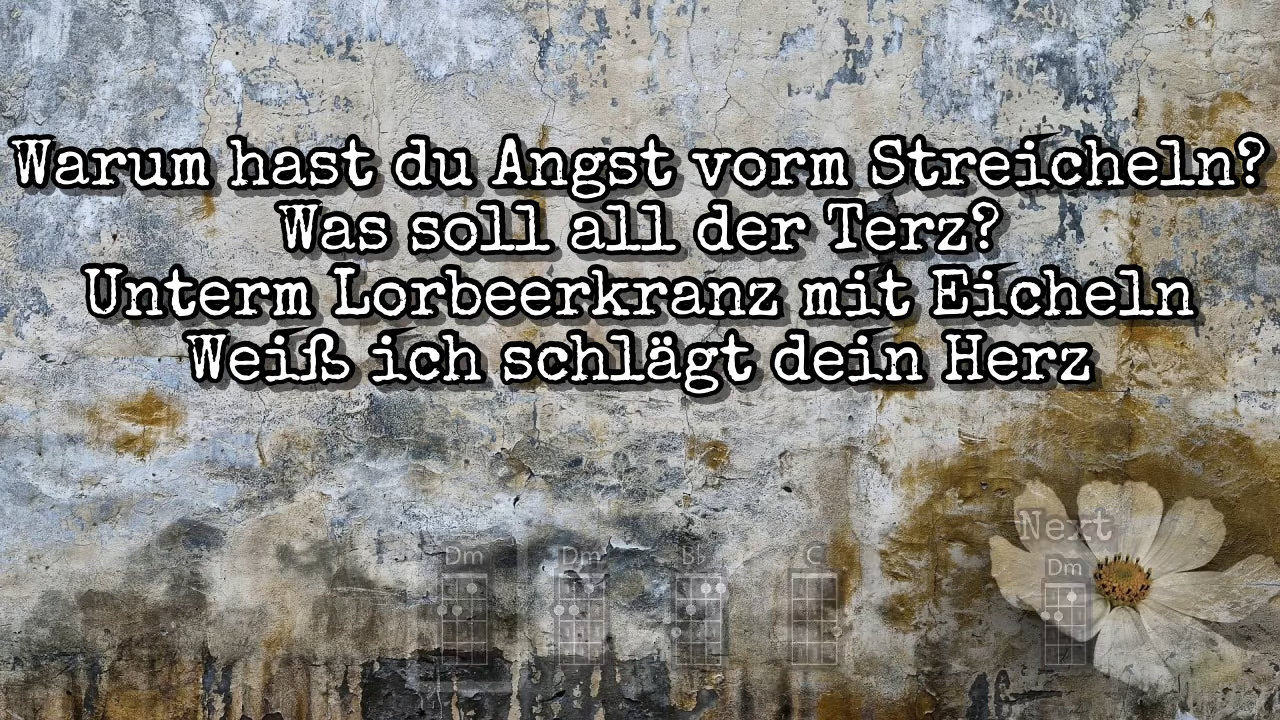 Warum hast du Angst vorm Streicheln?
Was soll all der Terz?
Unterm Lorbeerkranz mit Eicheln
Weiß ich schlägt dein Herz
Next
Dm Dm Bb C Dm